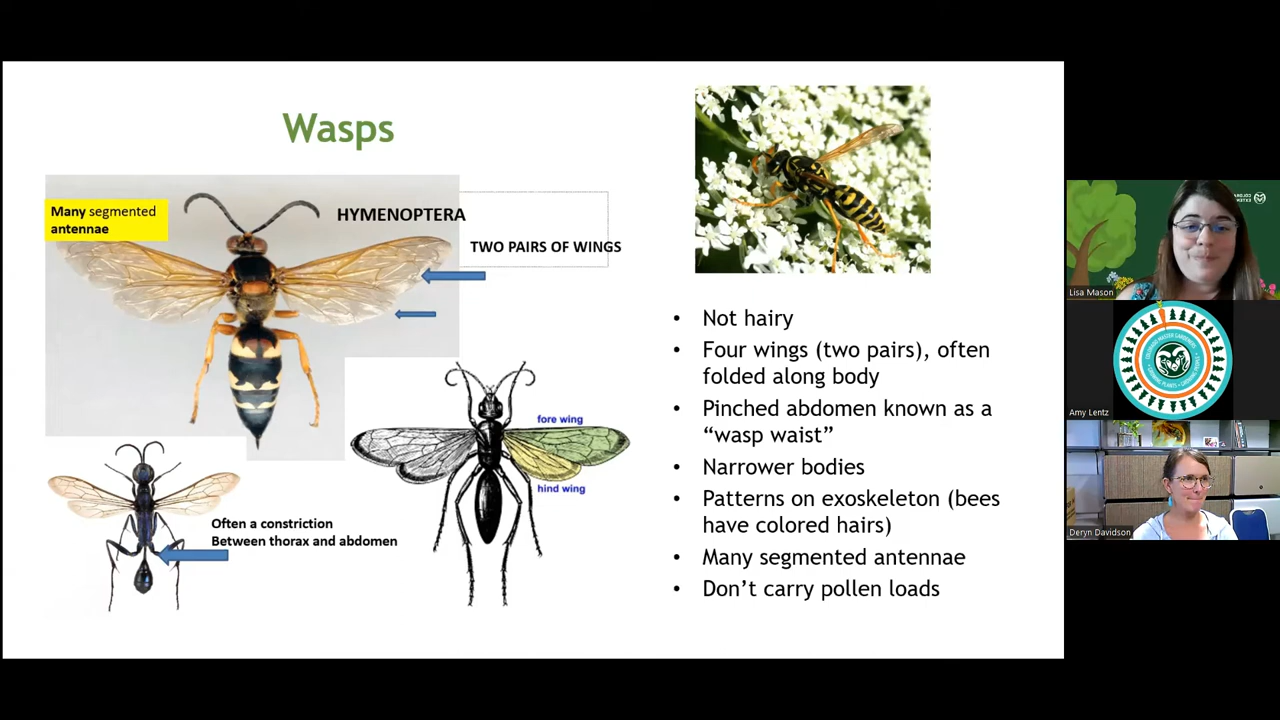 Wasps
Many segmented
antennae
HYMENOPTERA
TWO PAIRS OF WINGS
fore wing
hind wing
Often a constriction
Between thorax and abdomen
• Not hairy
• Four wings (two pairs), often
folded along body
• Pinched abdomen known as a
“wasp waist”
• Narrower bodies
• Patterns on exoskeleton (bees
have colored hairs)
• Many segmented antennae
• Don’t carry pollen loads
Lisa Mason
Amy Lentz
Deryn Davidson